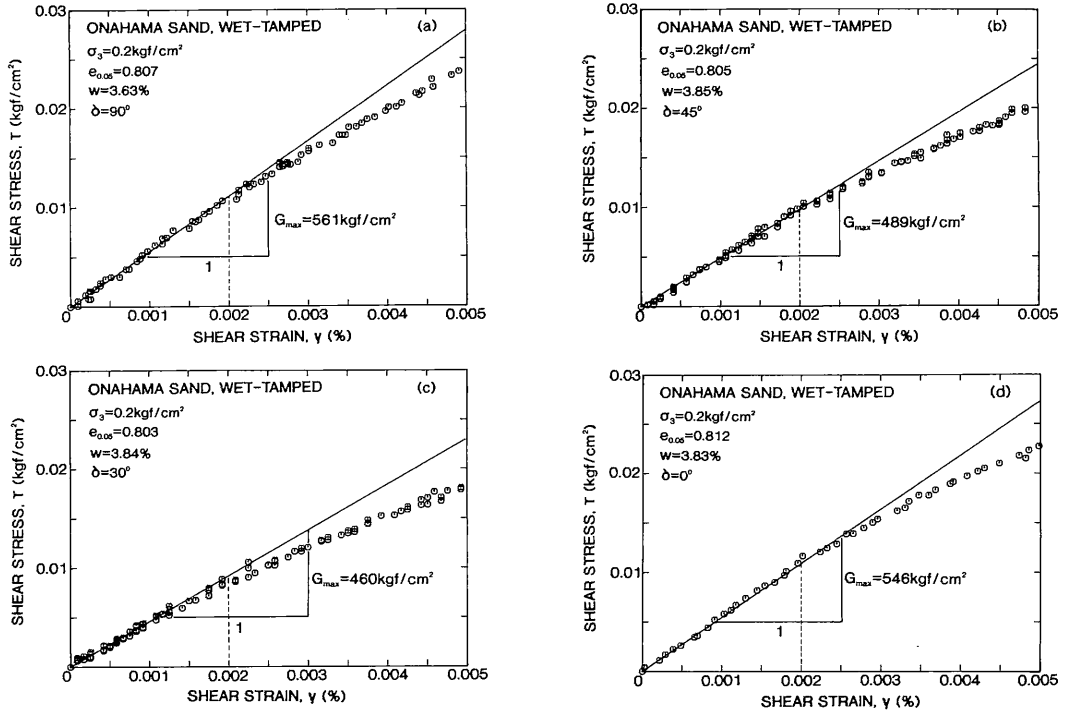 ONAHAMA SAND, WET-TAMPED
(a)
σ₃=0.2kgf/cm²
e₀.₀₅=0.807
w=3.63%
δ=90°
Gmax=561kgf/cm²
1
SHEAR STRESS, T (kgf/cm²)
0.03
0.02
0.01
0
0 0.001 0.002 0.003 0.004 0.005
SHEAR STRAIN, γ (%)
ONAHAMA SAND, WET-TAMPED
(b)
σ₃=0.2kgf/cm²
e₀.₀₅=0.805
w=3.85%
δ=45°
Gmax=489kgf/cm²
1
SHEAR STRESS, T (kgf/cm²)
0.03
0.02
0.01
0
0 0.001 0.002 0.003 0.004 0.005
SHEAR STRAIN, γ (%)
ONAHAMA SAND, WET-TAMPED
(c)
σ₃=0.2kgf/cm²
e₀.₀₅=0.803
w=3.84%
δ=30°
Gmax=460kgf/cm²
1
SHEAR STRESS, T (kgf/cm²)
0.03
0.02
0.01
0
0 0.001 0.002 0.003 0.004 0.005
SHEAR STRAIN, γ (%)
ONAHAMA SAND, WET-TAMPED
(d)
σ₃=0.2kgf/cm²
e₀.₀₅=0.812
w=3.83%
δ=0°
Gmax=546kgf/cm²
1
SHEAR STRESS, T (kgf/cm²)
0.03
0.02
0.01
0
0 0.001 0.002 0.003 0.004 0.005
SHEAR STRAIN, γ (%)